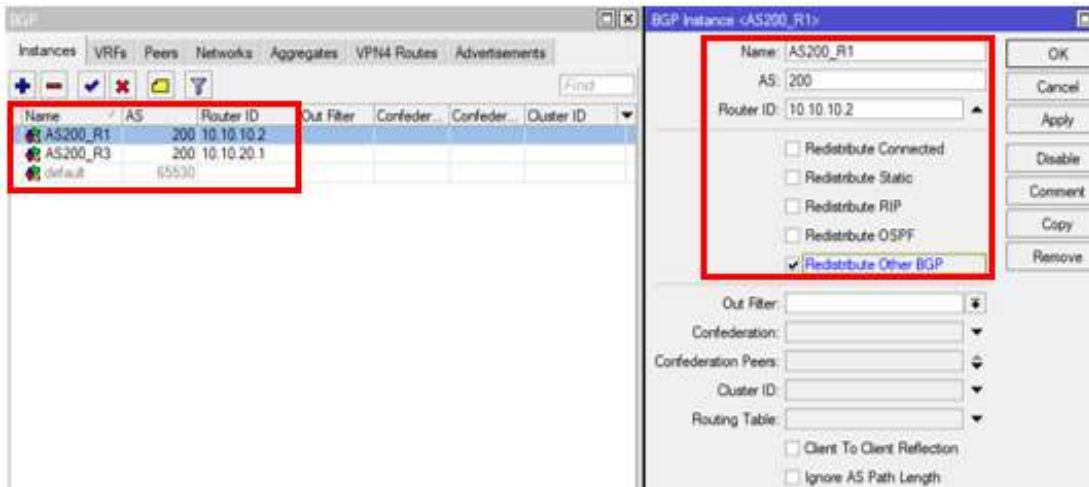 BGP
Instances VRFs Peers Networks Aggregates VPN4 Routes Advertisements
Find
Name AS Router ID Out Filter Confeder... Confeder... Cluster ID
AS200_R1 200 10.10.10.2
AS200_R3 200 10.10.20.1
default 65530
BGP Instance <AS200_R1>
Name: AS200_R1
AS: 200
Router ID: 10.10.10.2
Redistribute Connected
Redistribute Static
Redistribute RIP
Redistribute OSPF
Redistribute Other BGP
Out Filter:
Confederation:
Confederation Peers:
Cluster ID:
Routing Table:
Client To Client Reflection
Ignore AS Path Length
OK
Cancel
Apply
Disable
Comment
Copy
Remove